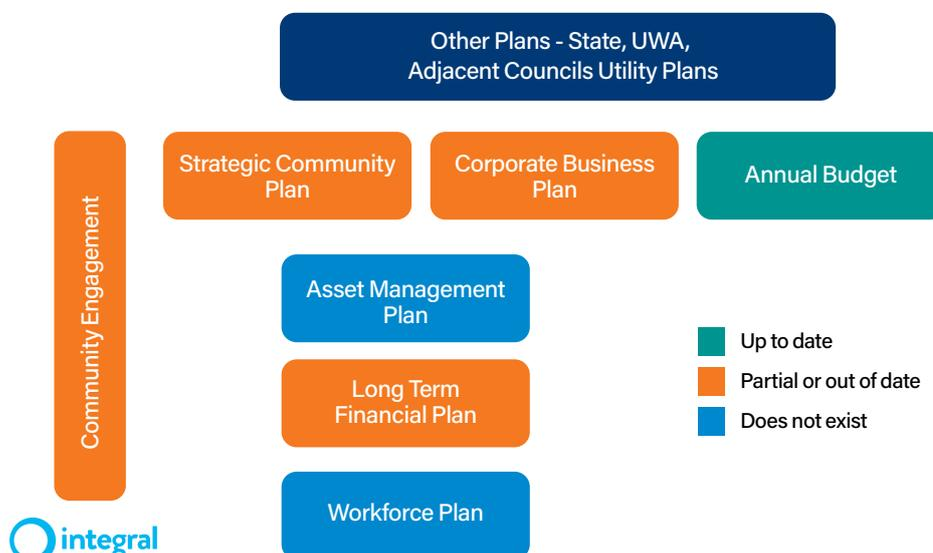 Other Plans - State, UWA,
Adjacent Councils Utility Plans
Community Engagement
Strategic Community
Plan
Corporate Business
Plan
Annual Budget
Asset Management
Plan
Long Term
Financial Plan
Workforce Plan
Up to date
Partial or out of date
Does not exist
integral